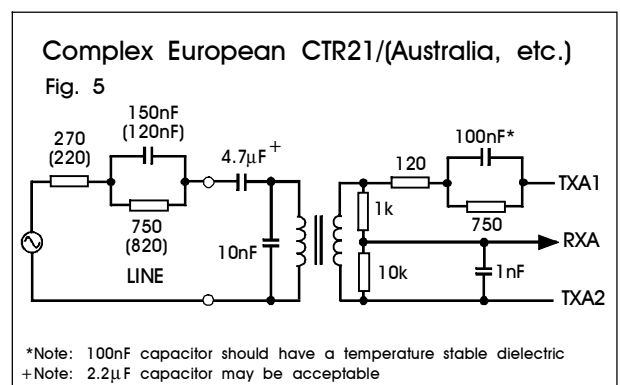 Complex European CTR21/(Australia, etc.)
Fig. 5
150nF
(120nF)
270
(220)
4.7µF+
100nF*
120
TXA1
750
(820)
1k
750
RXA
10nF
10k
1nF
LINE
TXA2
*Note: 100nF capacitor should have a temperature stable dielectric
+Note: 2.2µF capacitor may be acceptable